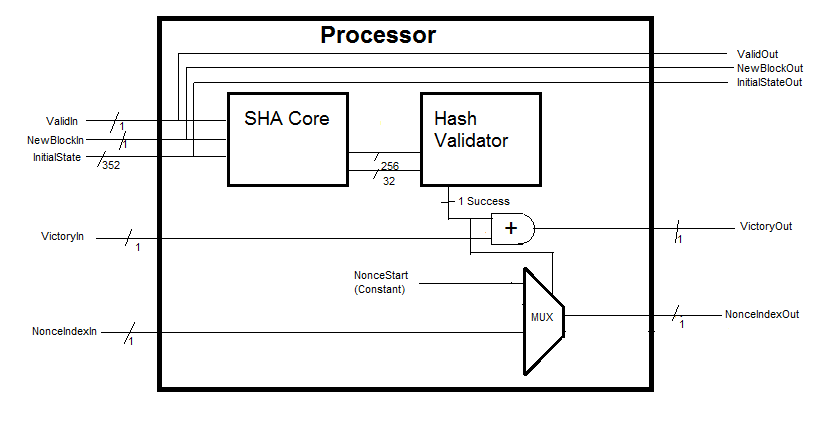 Processor
ValidOut
NewBlockOut
InitialStateOut
SHA Core
Hash
Validator
ValidIn
1
NewBlockIn
1
InitialState
352
256
32
1 Success
VictoryIn
1
+
VictoryOut
1
NonceStart
(Constant)
MUX
NonceIndexIn
1
NonceIndexOut
1